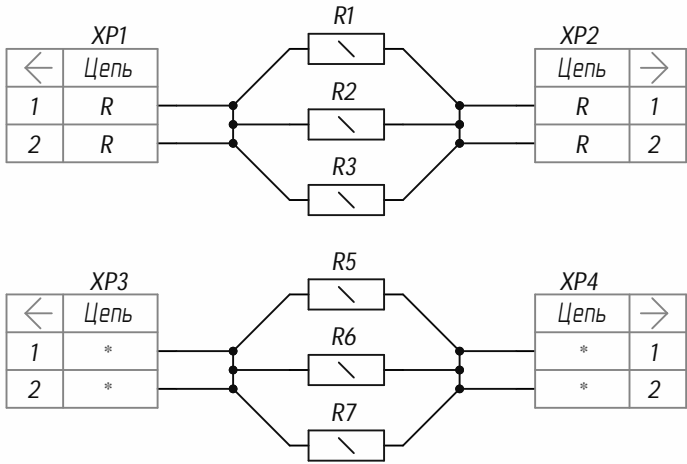 R1
XP1 XP2
Цепь Цепь
1 R R 1
R2
2 R R 2
R3
R5
XP3 XP4
Цепь Цепь
1 * * 1
R6
2 * * 2
R7